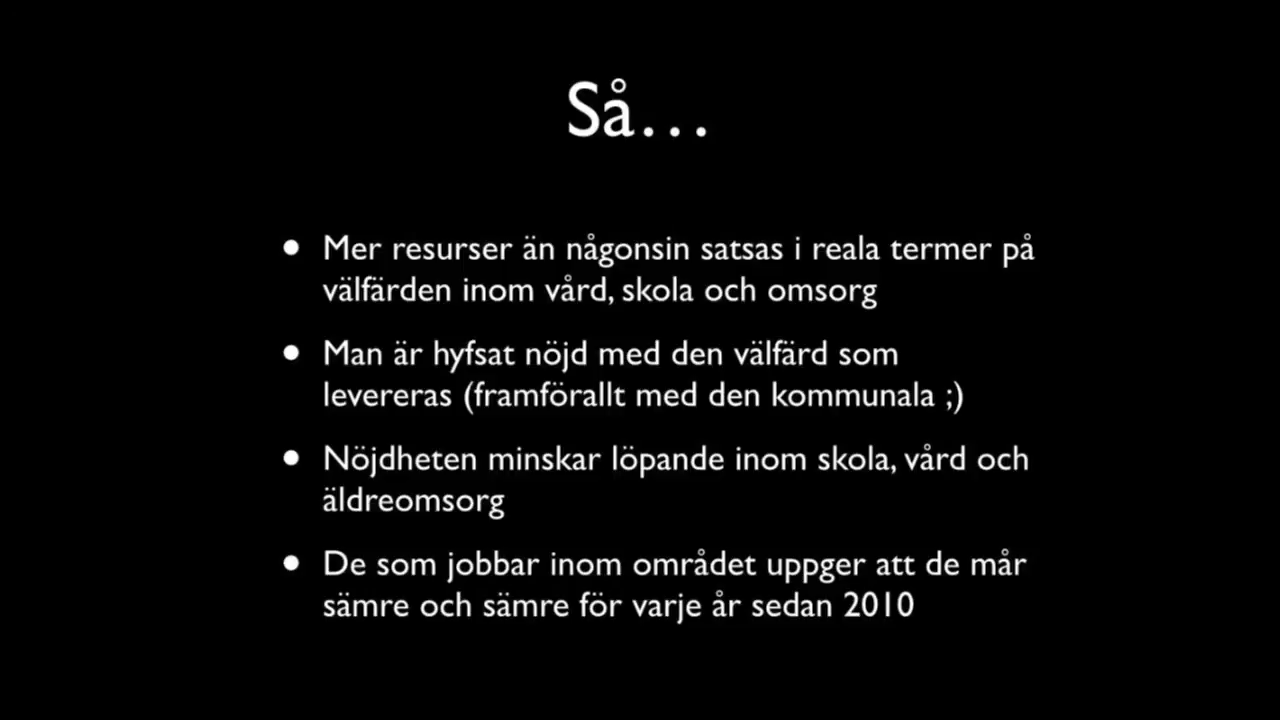 Så...
• Mer resurser än någonsin satsas i reala termer på
välfärden inom vård, skola och omsorg
• Man är hyfsat nöjd med den välfärd som
levereras (framförallt med den kommunala ;)
• Nöjdheten minskar löpande inom skola, vård och
äldreomsorg
• De som jobbar inom området uppger att de mår
sämre och sämre för varje år sedan 2010